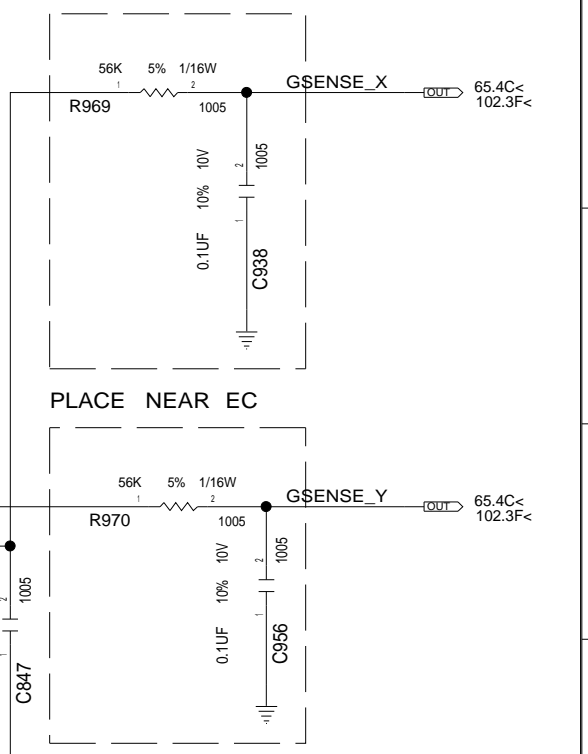 56K 5% 1/16W
1 2
R969 1005
GSENSE_X
OUT 65.4C<
102.3F<
0.1UF 10% 10V
2 1005
1
C938
PLACE NEAR EC
56K 5% 1/16W
1 2
R970 1005
GSENSE_Y
OUT 65.4C<
102.3F<
0.1UF 10% 10V
2 1005
1
C956
2 1005
1
C847